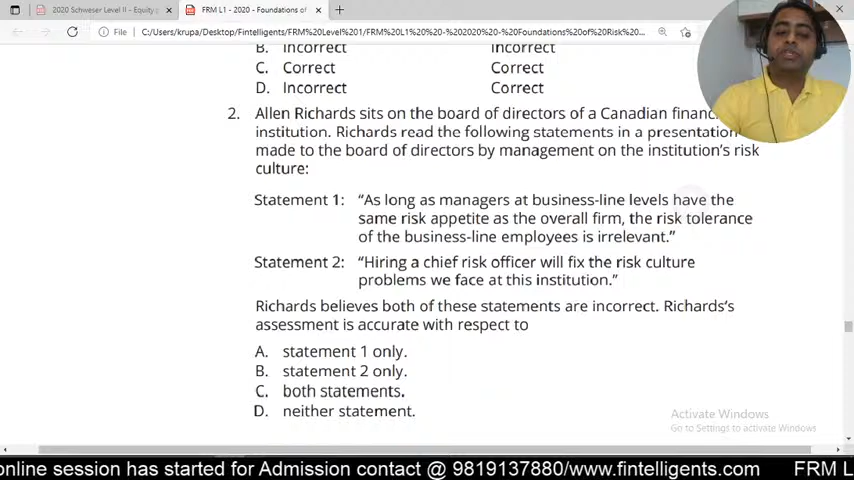 2020 Schweser Level II - Equity
FRM L1 - 2020 - Foundations of
File
C:/Users/krupa/Desktop/Fintelligents/FRM%20Level%201/FRM%20L1%20%20-%202020%20-%20Foundations%20of%20Risk%20...
B. Incorrect Incorrect
C. Correct Correct
D. Incorrect Correct
2. Allen Richards sits on the board of directors of a Canadian
institution. Richards read the following statements in a presentation
made to the board of directors by management on the institution's risk
culture:
Statement 1: "As long as managers at business-line levels have the
same risk appetite as the overall firm, the risk tolerance
of the business-line employees is irrelevant."
Statement 2: "Hiring a chief risk officer will fix the risk culture
problems we face at this institution."
Richards believes both of these statements are incorrect. Richards's
assessment is accurate with respect to
A. statement 1 only.
B. statement 2 only.
C. both statements.
D. neither statement.
Activate Windows
Go to Settings to activate Windows
online session has started for Admission contact @ 9819137880/www.fintelligents.com FRM L